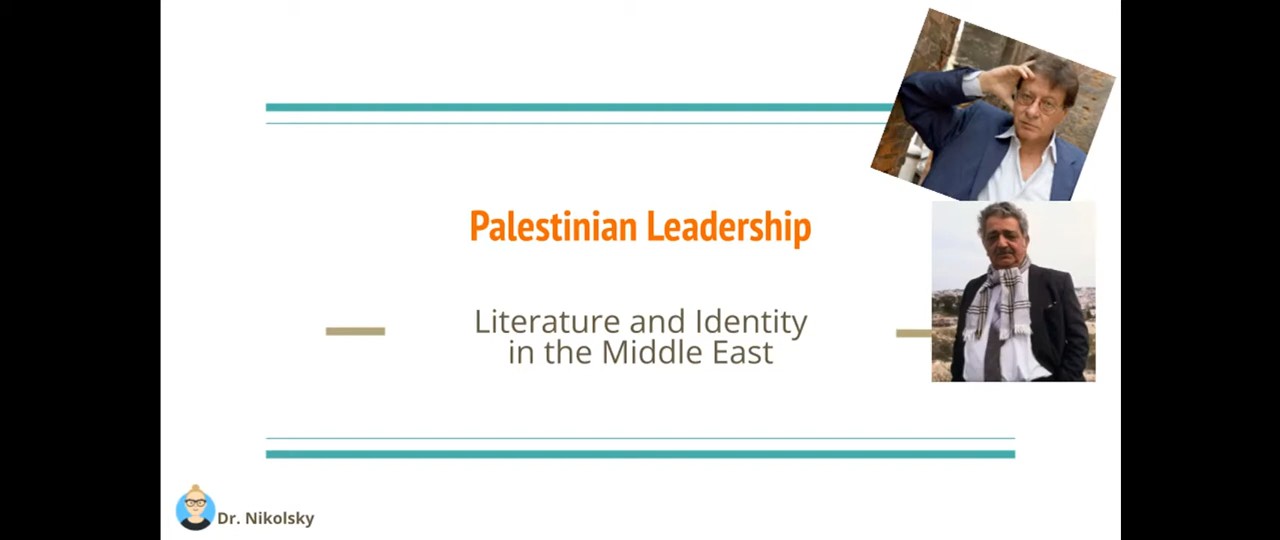 Palestinian Leadership
Literature and Identity
in the Middle East
Dr. Nikolsky